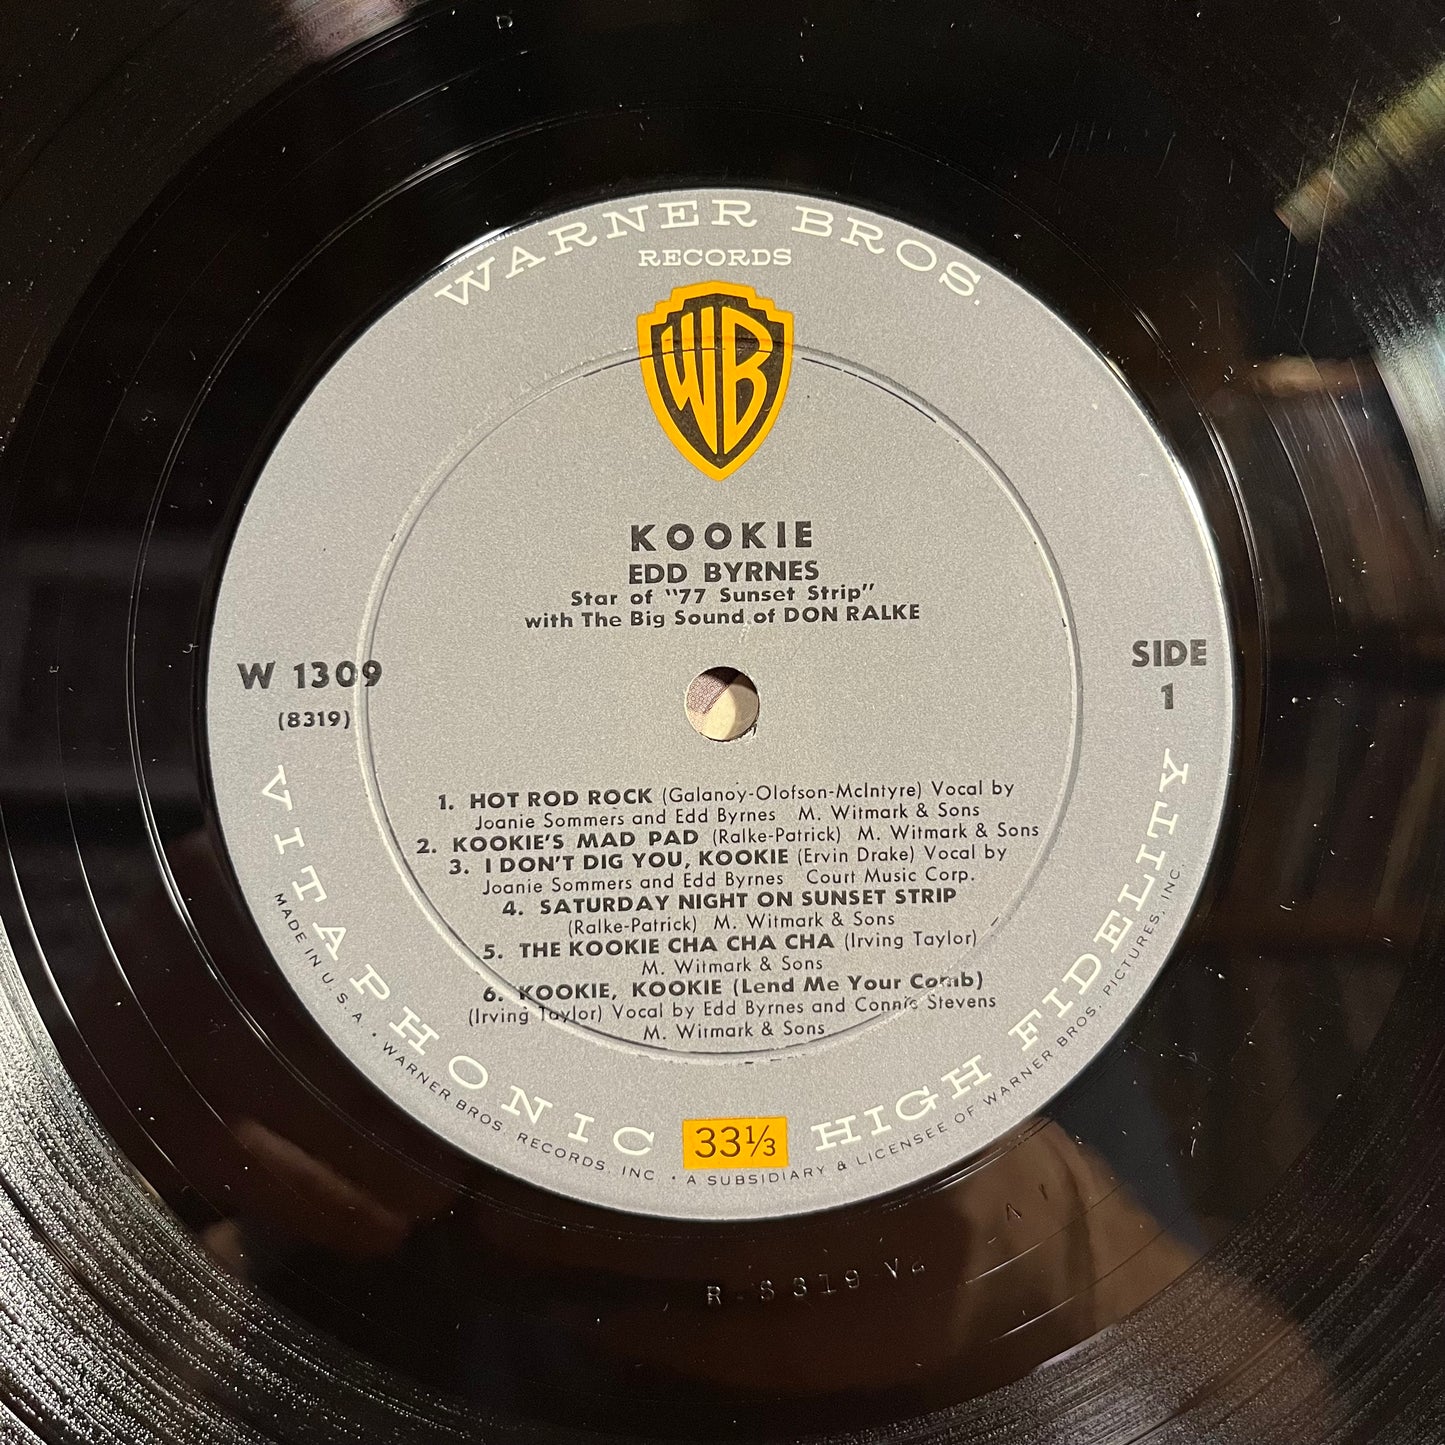 WARNER BROS.
RECORDS
WB
KOOKIE
EDD BYRNES
Star of "77 Sunset Strip"
with The Big Sound of DON RALKE
W 1309
(8319)
SIDE
1
1. HOT ROD ROCK (Galanoy-Olofson-McIntyre) Vocal by
Joanie Sommers and Edd Byrnes M. Witmark & Sons
2. KOOKIE'S MAD PAD (Ralke-Patrick) M. Witmark & Sons
3. I DON'T DIG YOU, KOOKIE (Ervin Drake) Vocal by
Joanie Sommers and Edd Byrnes Court Music Corp.
4. SATURDAY NIGHT ON SUNSET STRIP
(Ralke-Patrick) M. Witmark & Sons
5. THE KOOKIE CHA CHA CHA (Irving Taylor)
M. Witmark & Sons
6. KOOKIE, KOOKIE (Lend Me Your Comb)
(Irving Taylor) Vocal by Edd Byrnes and Connie Stevens
M. Witmark & Sons
VITAPHONIC HIGH FIDELITY
33⅓
MADE IN U.S.A. • WARNER BROS. RECORDS, INC. • A SUBSIDIARY & LICENSEE OF WARNER BROS. PICTURES, INC.